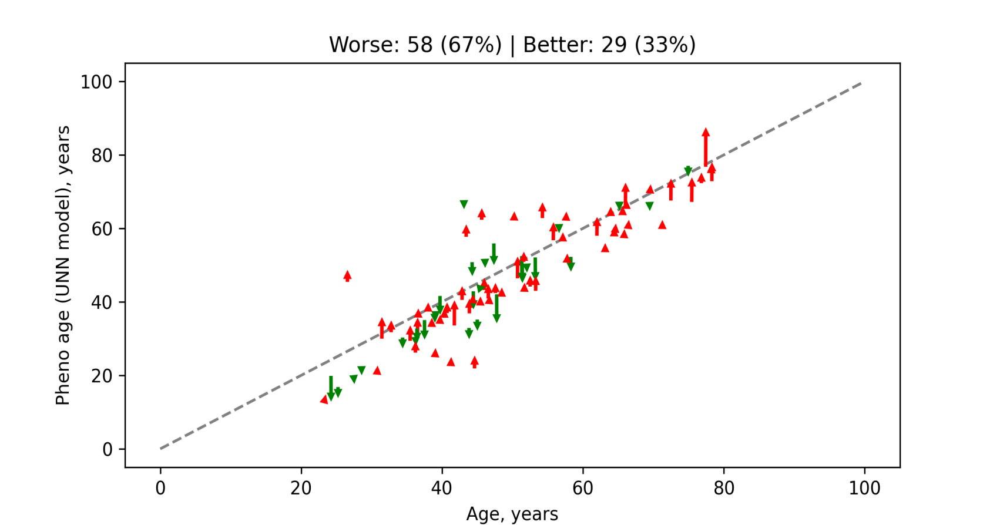 Worse: 58 (67%) | Better: 29 (33%)
Pheno age (UNN model), years
100
80
60
40
20
0
0 20 40 60 80 100
Age, years